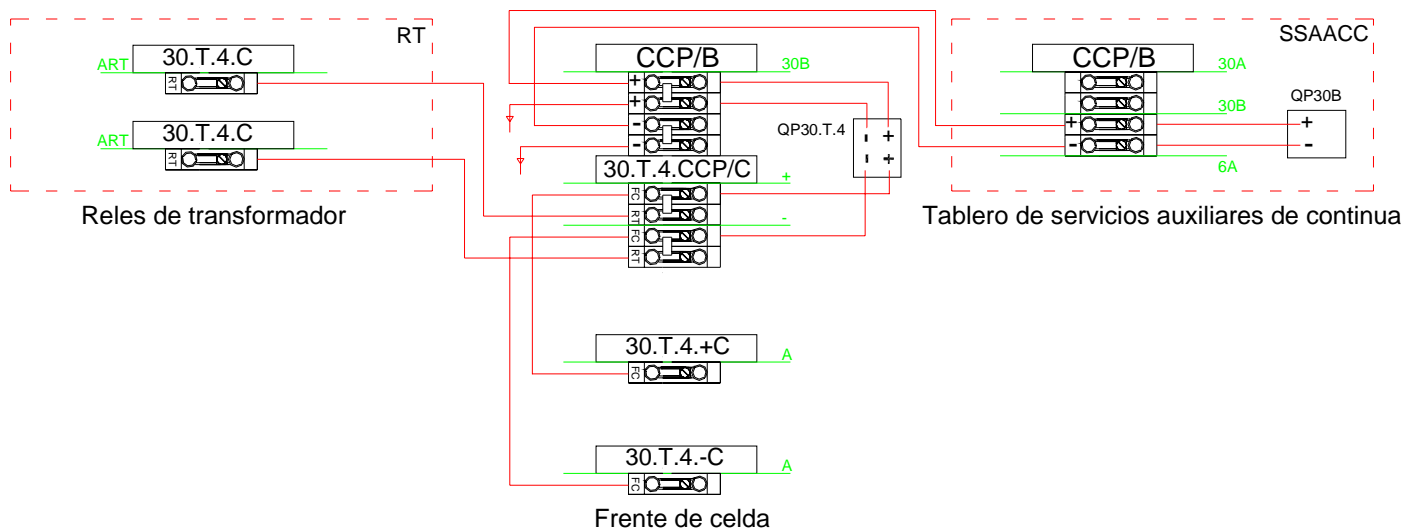 RT
ART
30.T.4.C
RT
ART
30.T.4.C
RT
Reles de transformador
CCP/B
30B
+
+
-
-
30.T.4.CCP/C
+
FC
RT
-
FC
RT
QP30.T.4
- +
- +
30.T.4.+C
A
FC
30.T.4.-C
A
FC
Frente de celda
SSAACC
CCP/B
30A
30B
+
-
6A
QP30B
+
-
Tablero de servicios auxiliares de continua